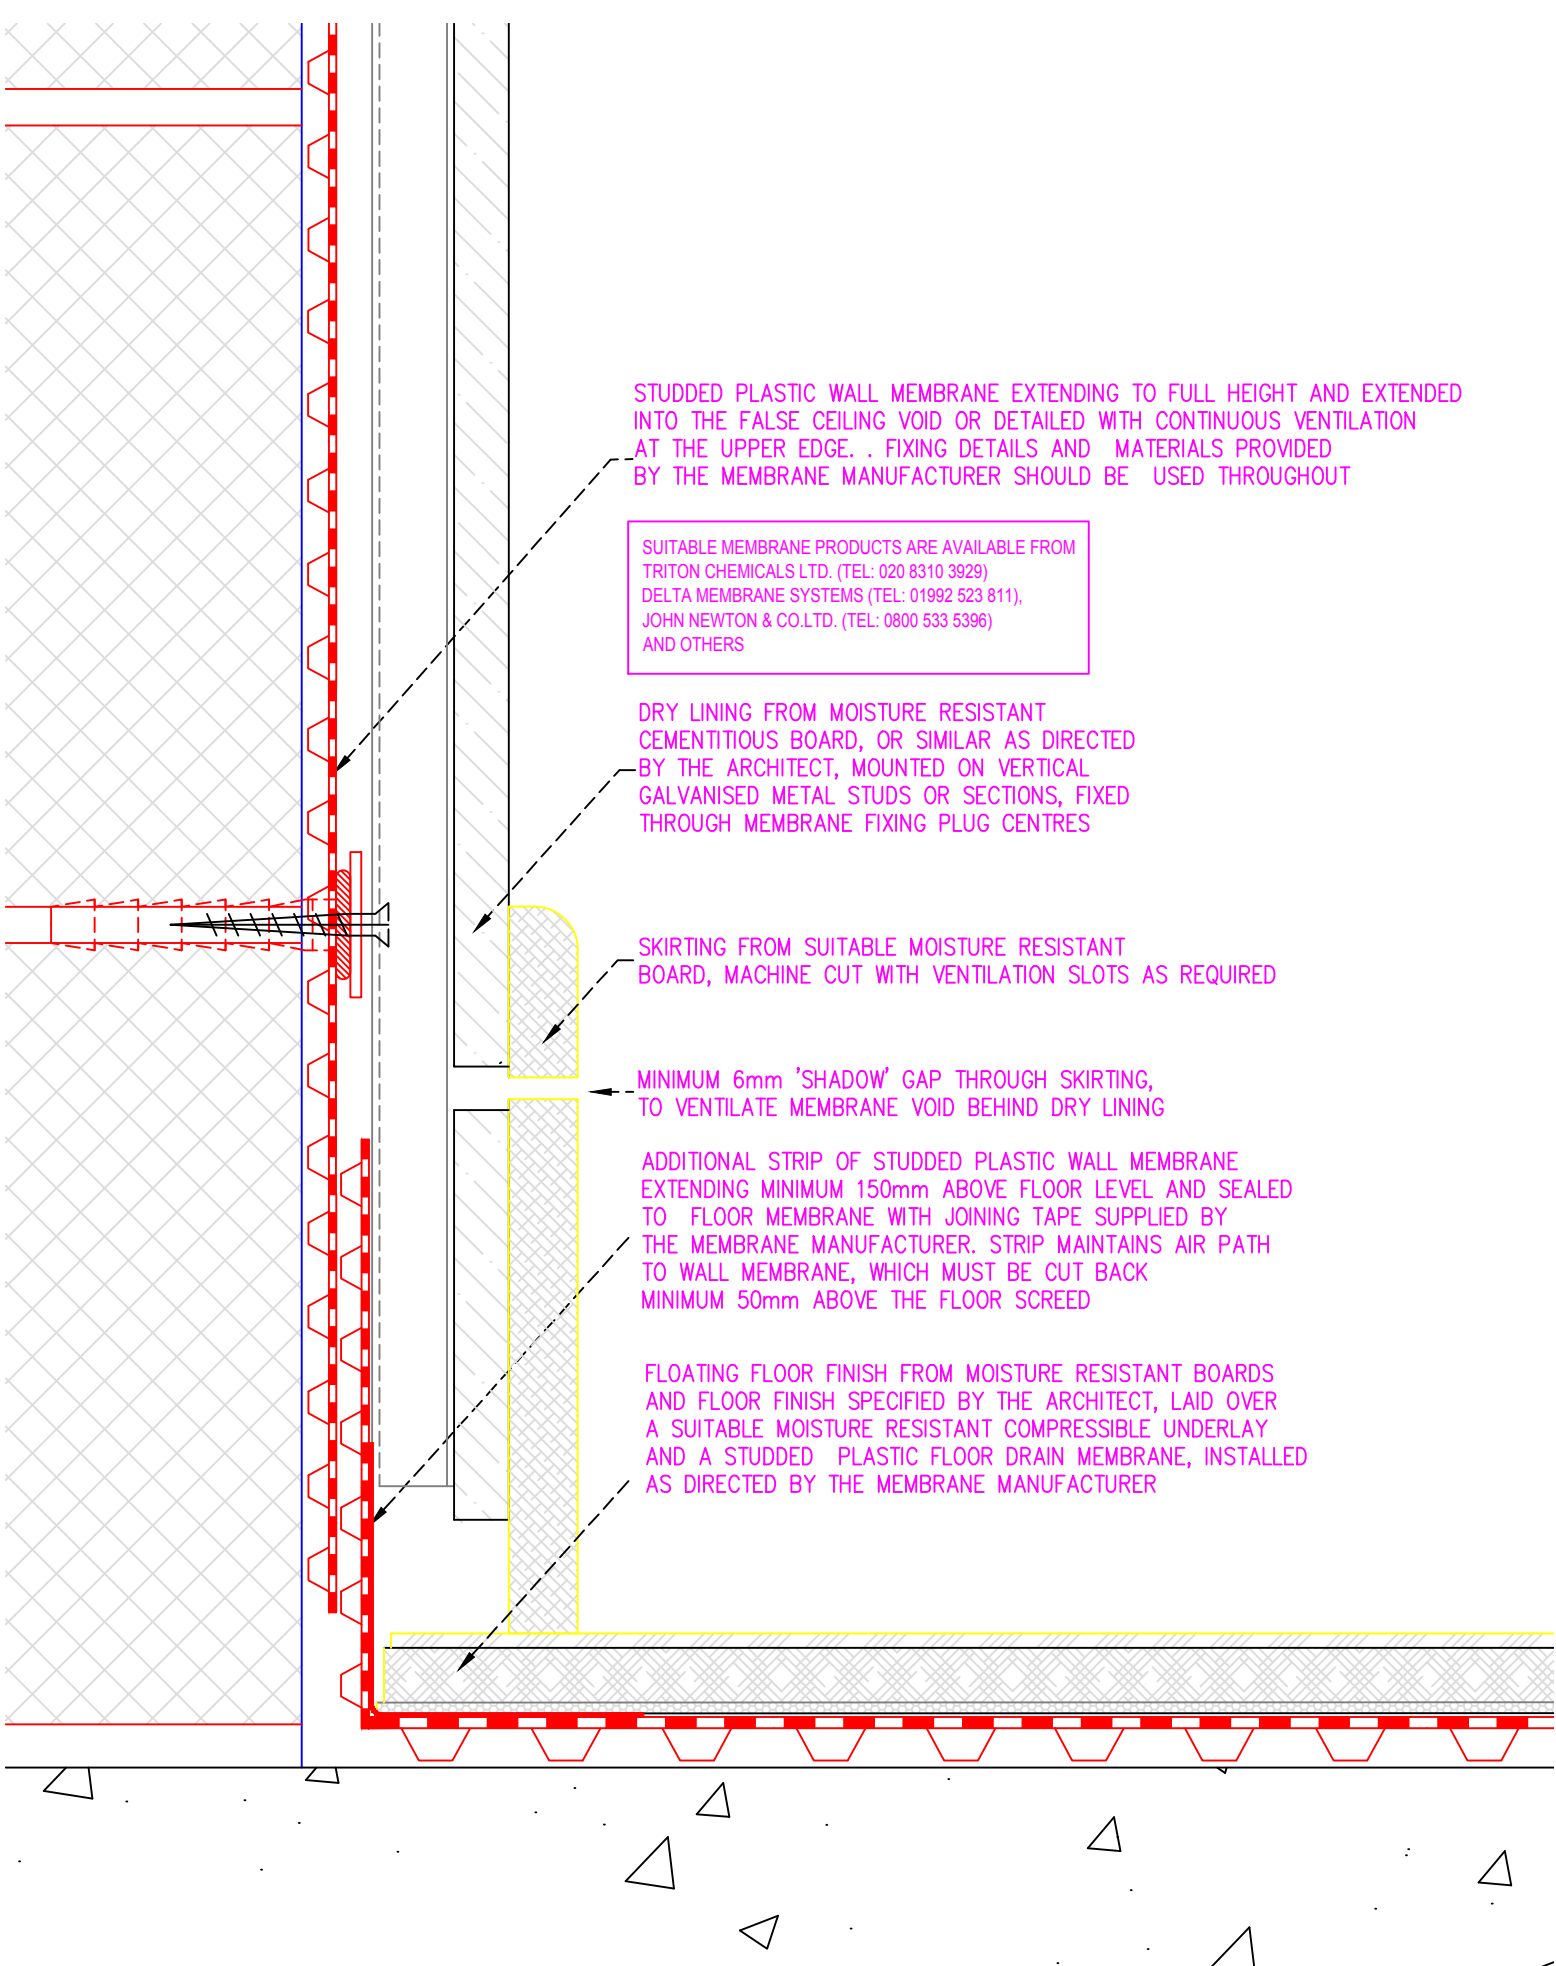 STUDDED PLASTIC WALL MEMBRANE EXTENDING TO FULL HEIGHT AND EXTENDED
INTO THE FALSE CEILING VOID OR DETAILED WITH CONTINUOUS VENTILATION
AT THE UPPER EDGE. . FIXING DETAILS AND MATERIALS PROVIDED
BY THE MEMBRANE MANUFACTURER SHOULD BE USED THROUGHOUT
SUITABLE MEMBRANE PRODUCTS ARE AVAILABLE FROM
TRITON CHEMICALS LTD. (TEL: 020 8310 3929)
DELTA MEMBRANE SYSTEMS (TEL: 01992 523 811),
JOHN NEWTON & CO.LTD. (TEL: 0800 533 5396)
AND OTHERS
DRY LINING FROM MOISTURE RESISTANT
CEMENTITIOUS BOARD, OR SIMILAR AS DIRECTED
BY THE ARCHITECT, MOUNTED ON VERTICAL
GALVANISED METAL STUDS OR SECTIONS, FIXED
THROUGH MEMBRANE FIXING PLUG CENTRES
SKIRTING FROM SUITABLE MOISTURE RESISTANT
BOARD, MACHINE CUT WITH VENTILATION SLOTS AS REQUIRED
MINIMUM 6mm 'SHADOW' GAP THROUGH SKIRTING,
TO VENTILATE MEMBRANE VOID BEHIND DRY LINING
ADDITIONAL STRIP OF STUDDED PLASTIC WALL MEMBRANE
EXTENDING MINIMUM 150mm ABOVE FLOOR LEVEL AND SEALED
TO FLOOR MEMBRANE WITH JOINING TAPE SUPPLIED BY
THE MEMBRANE MANUFACTURER. STRIP MAINTAINS AIR PATH
TO WALL MEMBRANE, WHICH MUST BE CUT BACK
MINIMUM 50mm ABOVE THE FLOOR SCREED
FLOATING FLOOR FINISH FROM MOISTURE RESISTANT BOARDS
AND FLOOR FINISH SPECIFIED BY THE ARCHITECT, LAID OVER
A SUITABLE MOISTURE RESISTANT COMPRESSIBLE UNDERLAY
AND A STUDDED PLASTIC FLOOR DRAIN MEMBRANE, INSTALLED
AS DIRECTED BY THE MEMBRANE MANUFACTURER